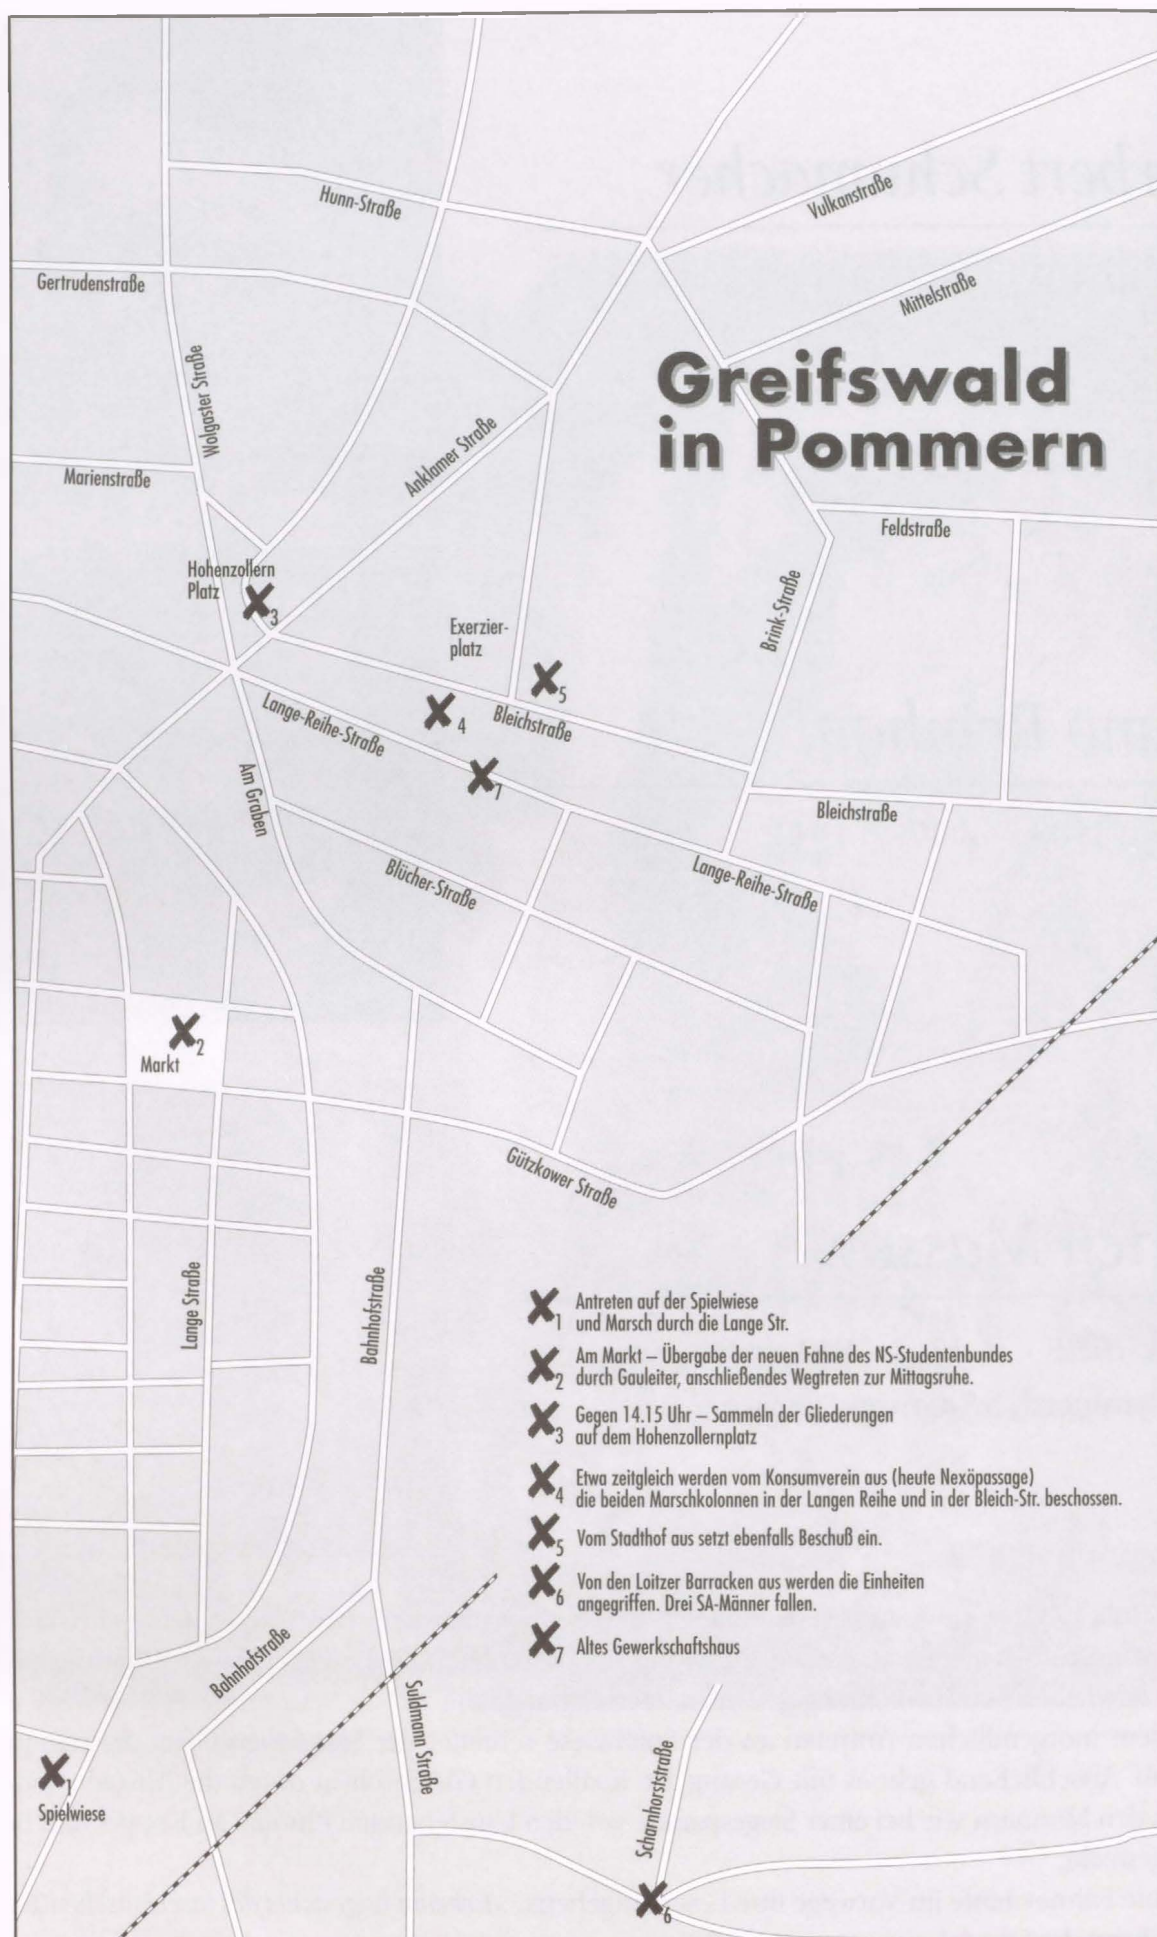 Hunn-Straße
Vulkanstraße
Gertrudenstraße
Mittelstraße
Wolgaster Straße
Greifswald
in Pommern
Anklamer Straße
Marienstraße
Feldstraße
Hohenzollern
Platz
3
Brink-Straße
Exerzier-
platz
5
4
Lange-Reihe-Straße
Bleichstraße
Am Graben
7
Bleichstraße
Blücher-Straße
Lange-Reihe-Straße
2
Markt
Gützkower Straße
Lange Straße
Bahnhofstraße
1 Antreten auf der Spielwiese
und Marsch durch die Lange Str.
2 Am Markt – Übergabe der neuen Fahne des NS-Studentenbundes
durch Gauleiter, anschließendes Wegtreten zur Mittagsruhe.
3 Gegen 14.15 Uhr – Sammeln der Gliederungen
auf dem Hohenzollernplatz
4 Etwa zeitgleich werden vom Konsumverein aus (heute Nexöpassage)
die beiden Marschkolonnen in der Langen Reihe und in der Bleich-Str. beschossen.
5 Vom Stadthof aus setzt ebenfalls Beschuß ein.
6 Von den Loitzer Barracken aus werden die Einheiten
angegriffen. Drei SA-Männer fallen.
7 Altes Gewerkschaftshaus
Bahnhofstraße
Suldmann Straße
Scharnhorststraße
1
Spielwiese
6